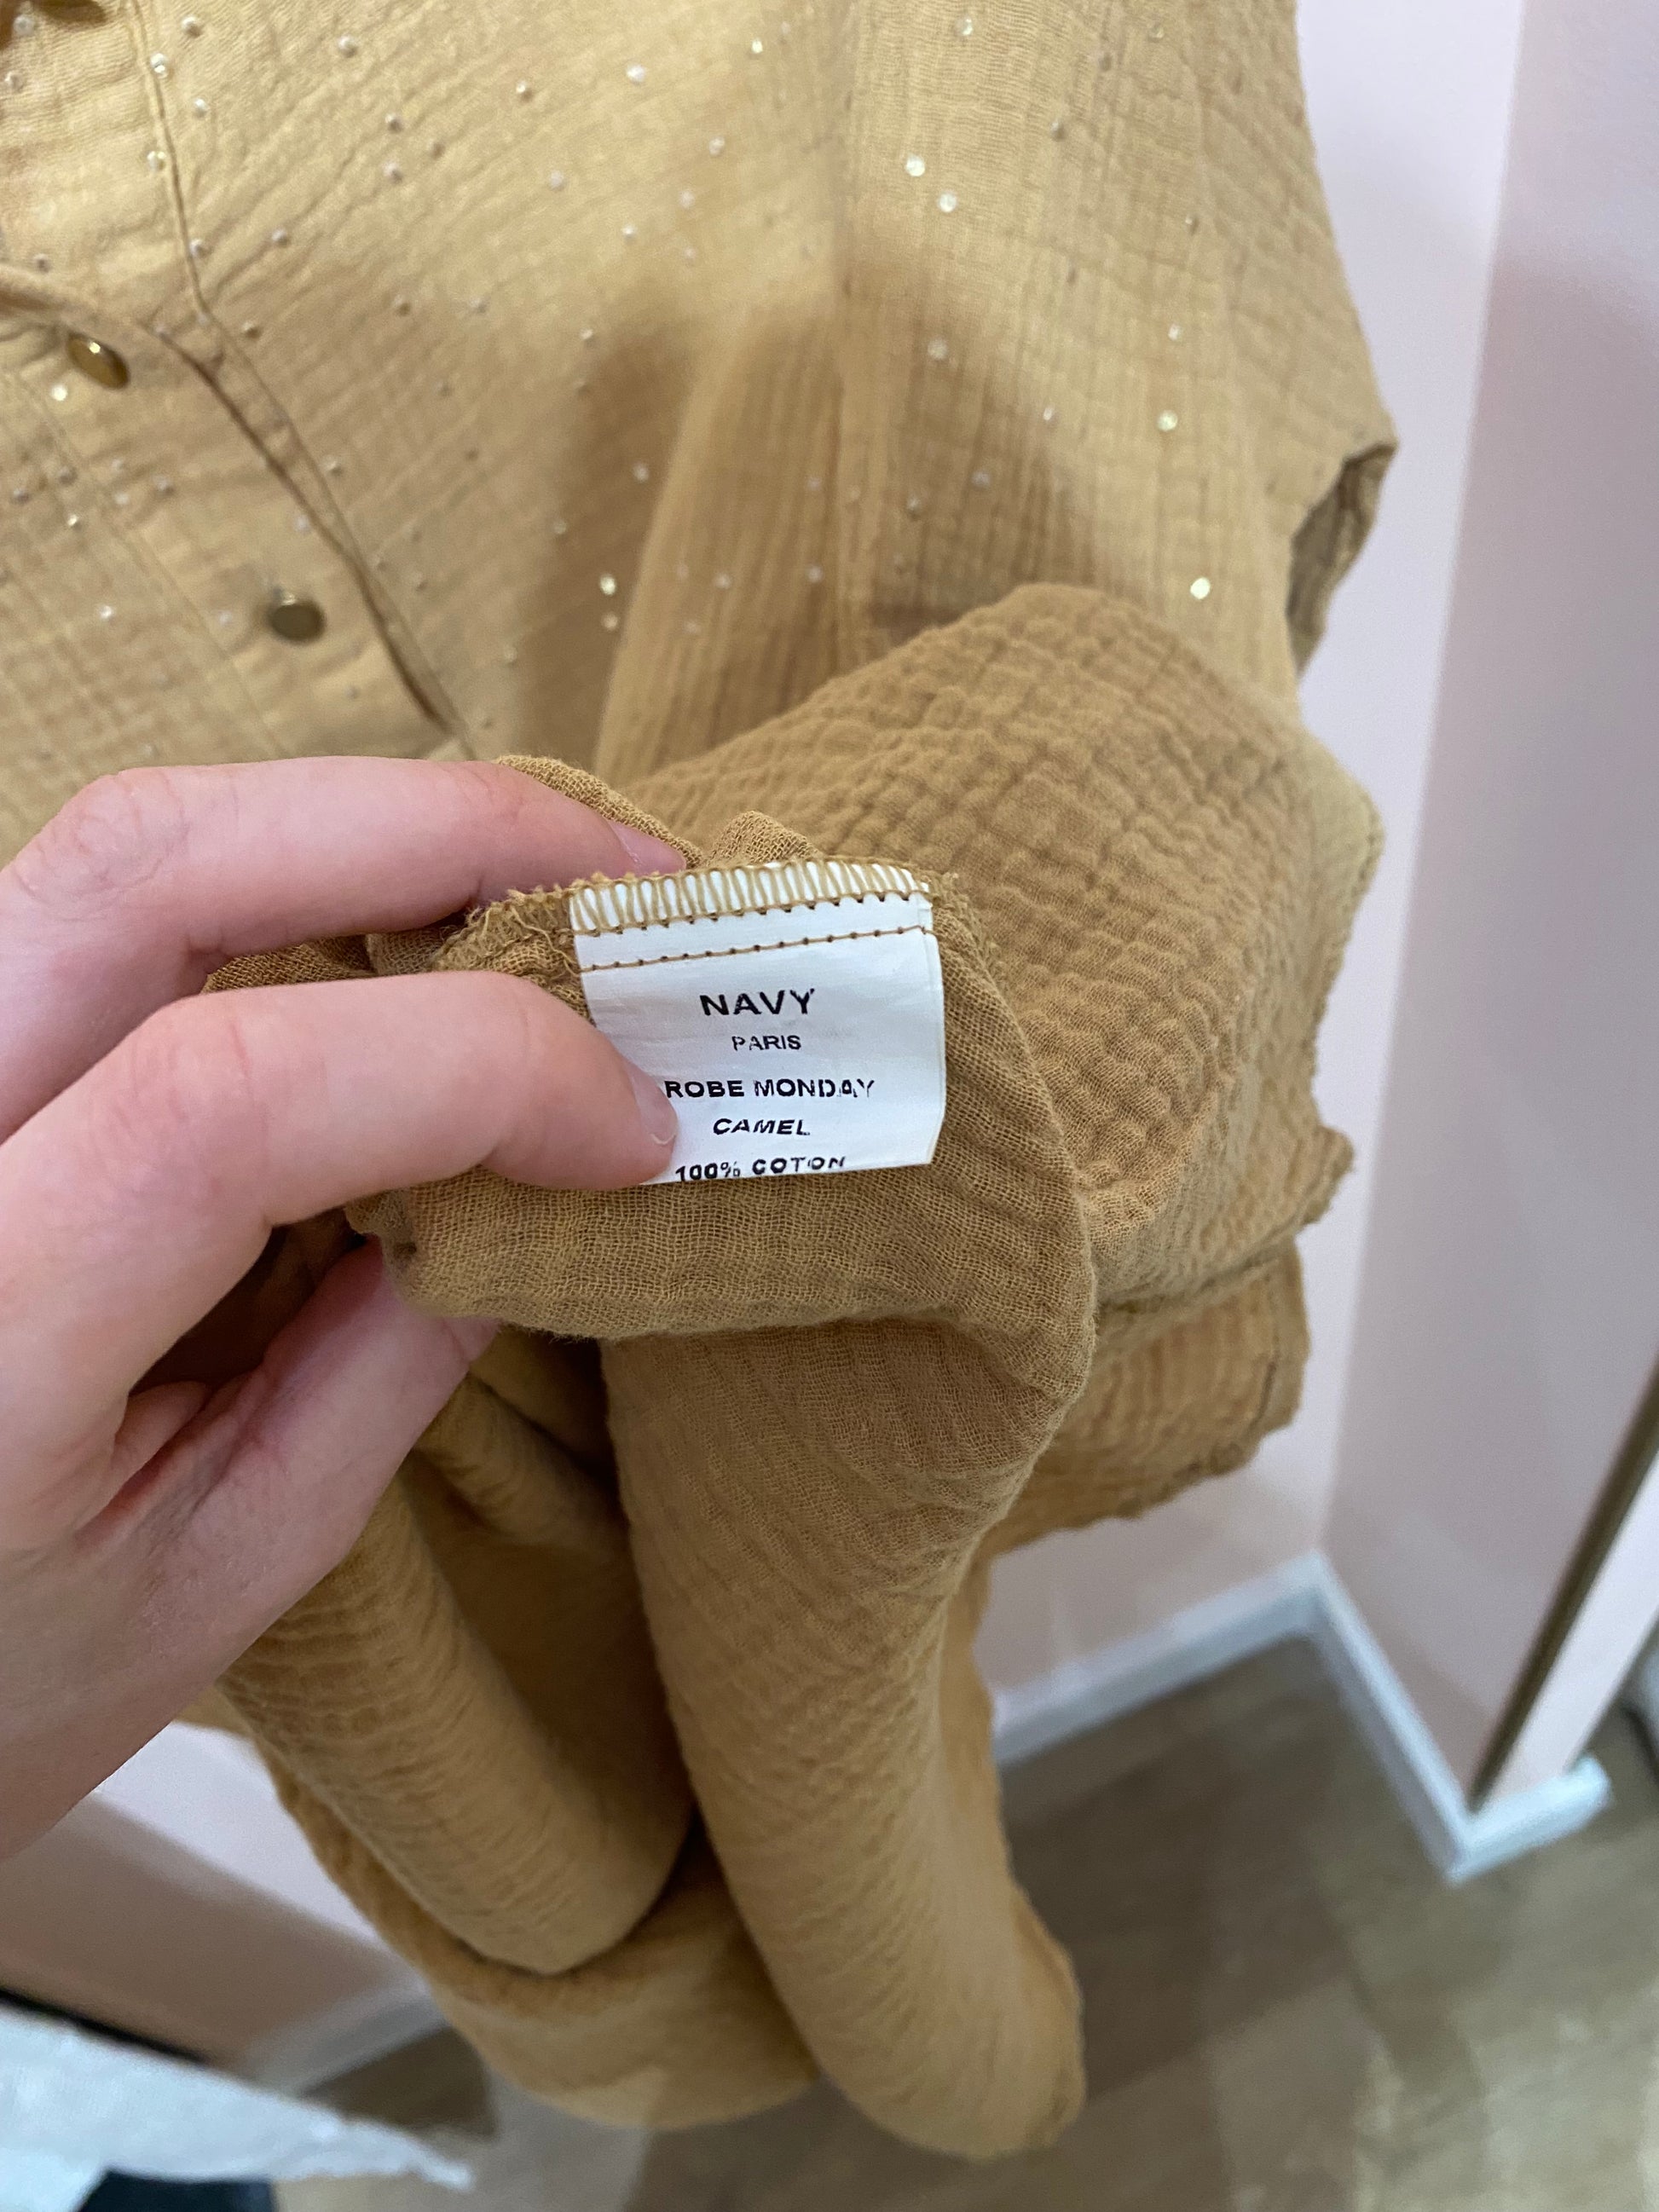 NAVY
PARIS
ROBE MONDAY
CAMEL
100% COTON